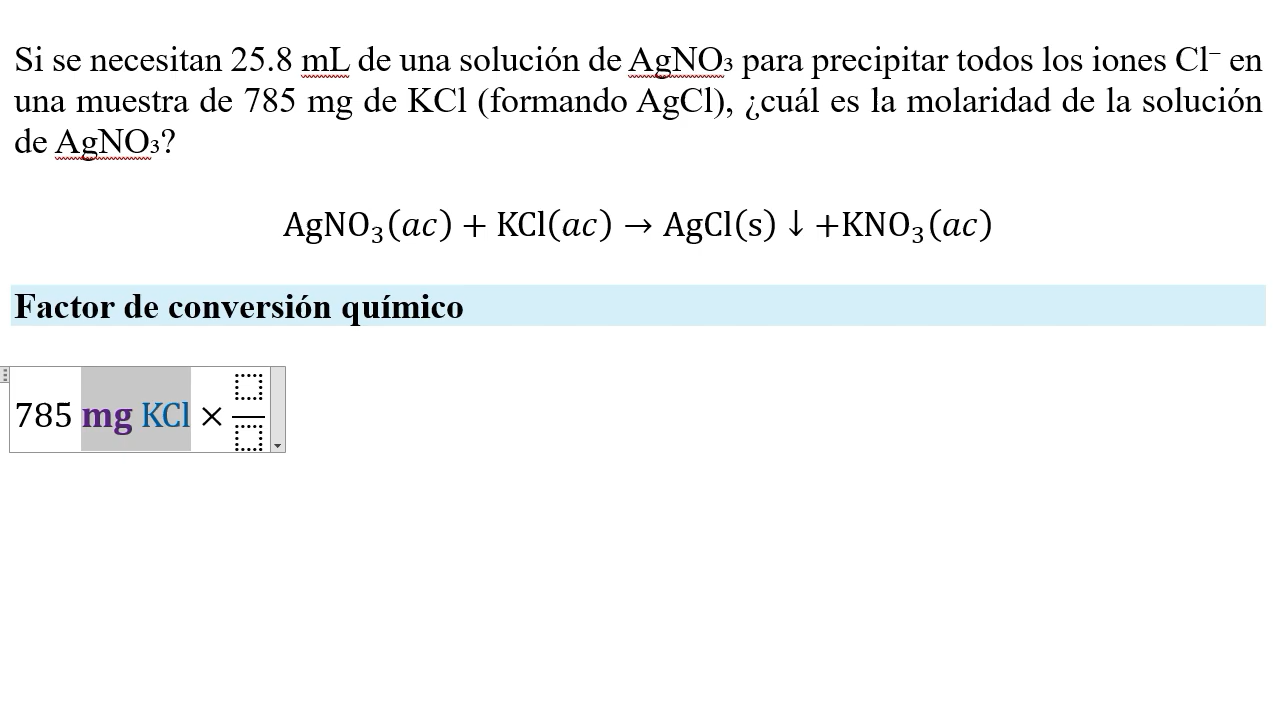 Si se necesitan 25.8 mL de una solución de AgNO₃ para precipitar todos los iones Cl⁻ en
una muestra de 785 mg de KCl (formando AgCl), ¿cuál es la molaridad de la solución
de AgNO₃?
AgNO₃(ac) + KCl(ac) → AgCl(s) ↓ +KNO₃(ac)
Factor de conversión químico
785 mg KCl ×